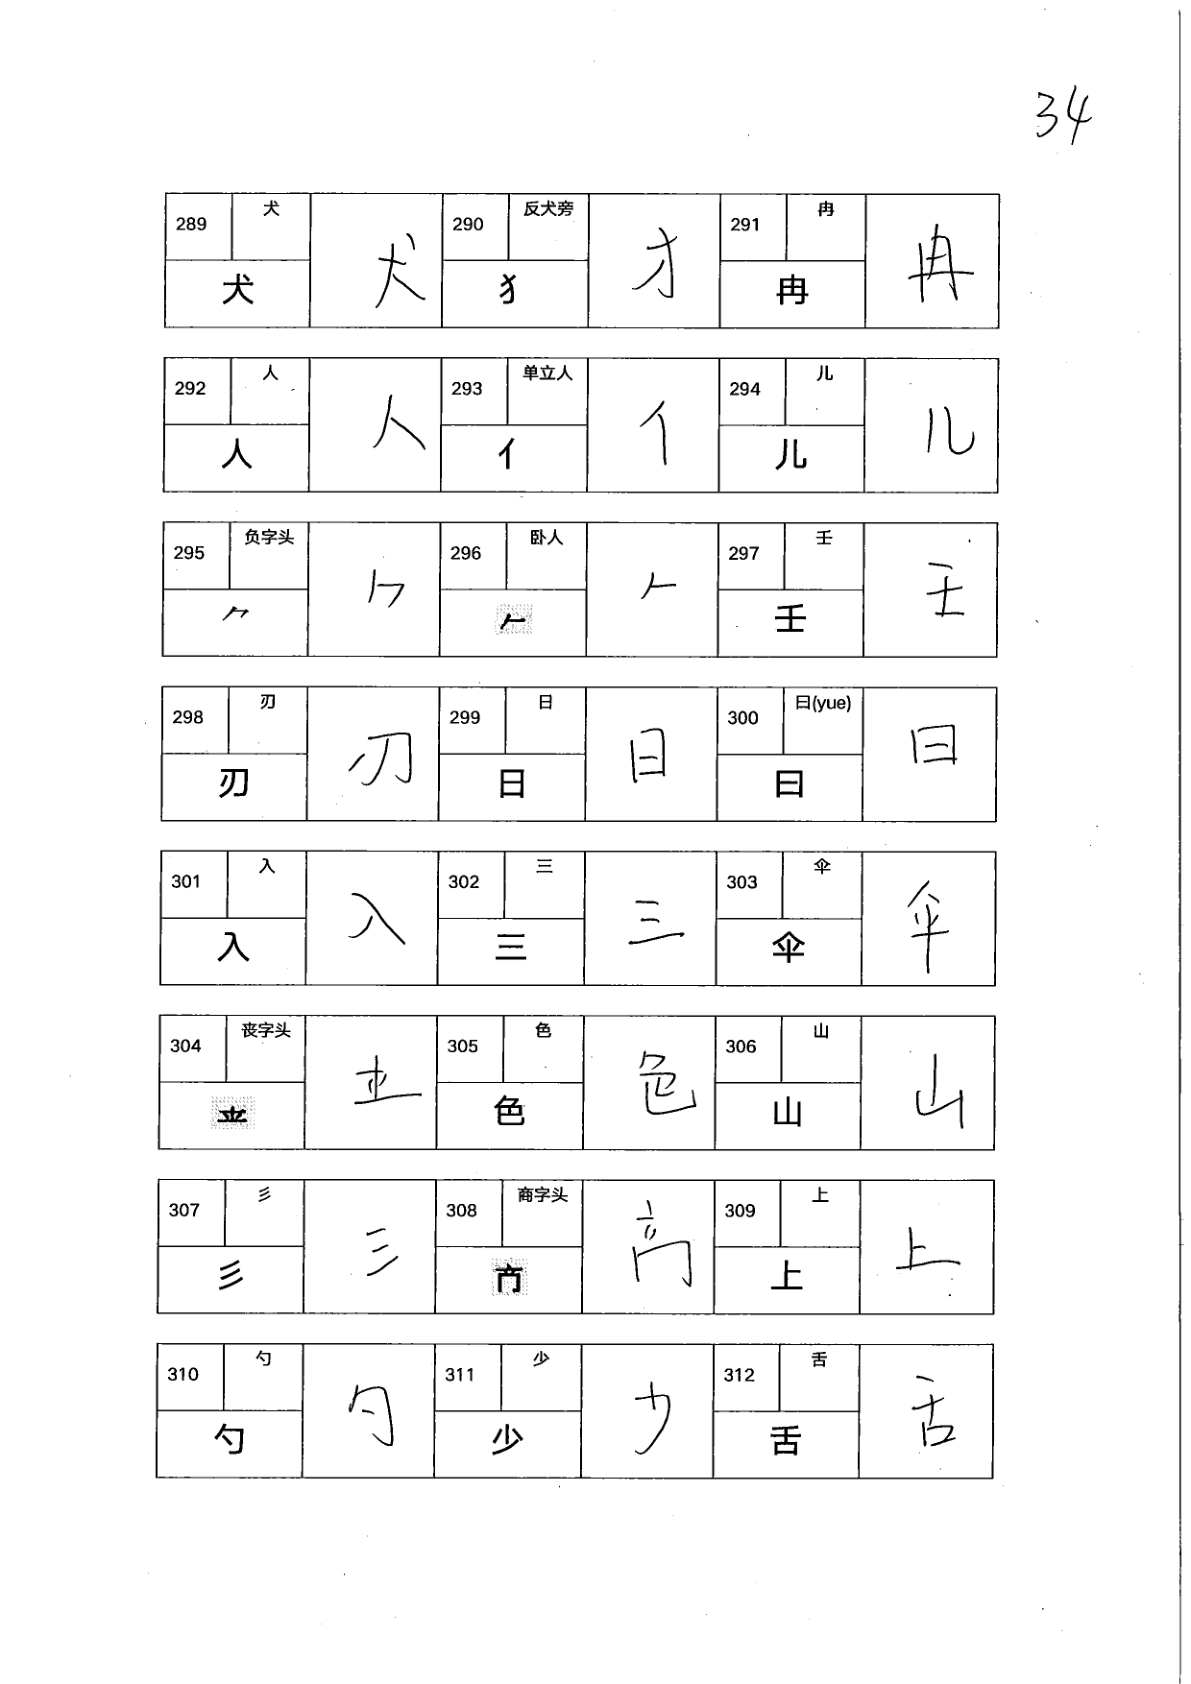 34
289 犬 犬 犬 290 反犬旁 犭 犭 291 冉 冉 冉
292 人 人 人 293 单立人 亻 亻 294 儿 儿 儿
295 负字头 ⺈ ⺈ 296 卧人 𠂉 𠂉 297 壬 壬 壬
298 刃 刃 刃 299 日 日 日 300 曰(yue) 曰 曰
301 入 入 入 302 三 三 三 303 伞 伞 伞
304 丧字头 305 色 色 色 306 山 山 山
307 彡 彡 彡 308 商字头 309 上 上 上
310 勺 勺 勺 311 少 少 少 312 舌 舌 舌